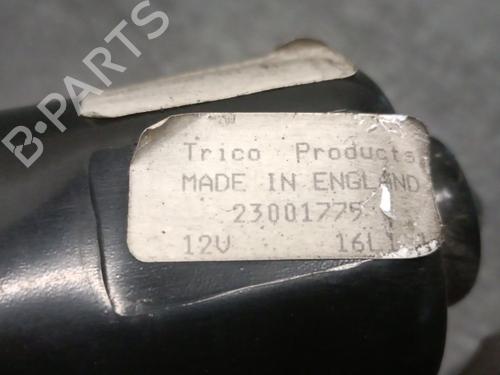 B-PARTS
Trico Products
MADE IN ENGLAND
23001775
12V